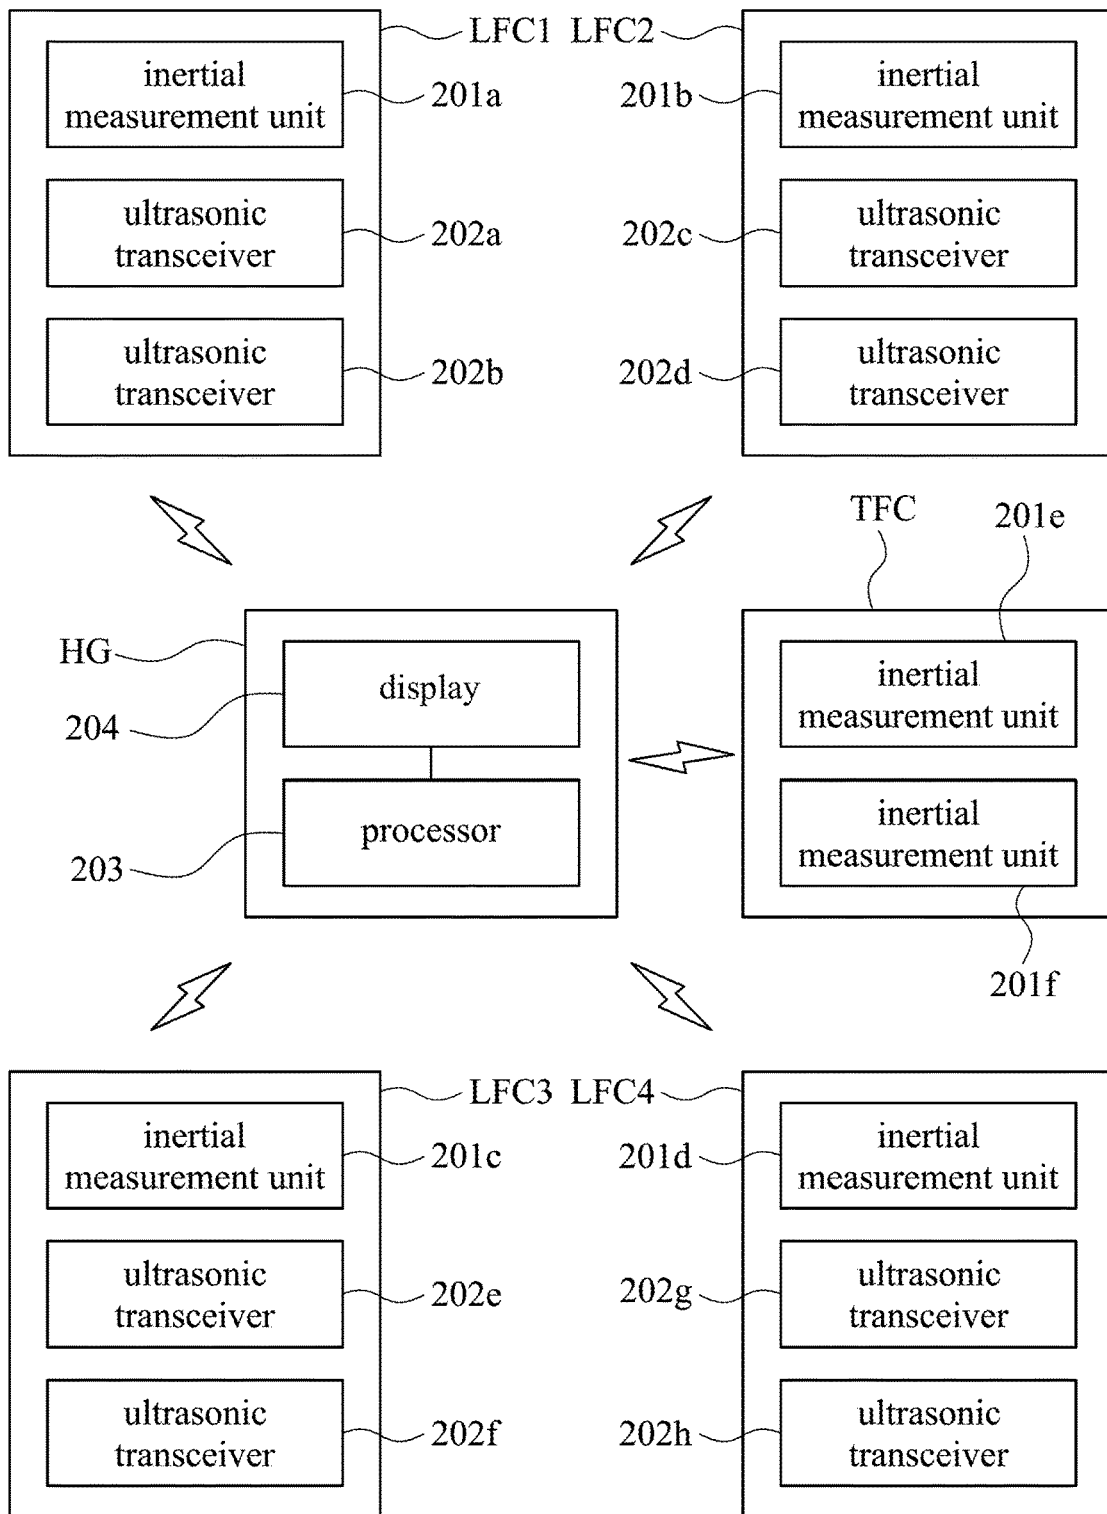 LFC1 LFC2
inertial
measurement unit
201a
ultrasonic
transceiver
202a
ultrasonic
transceiver
202b
inertial
measurement unit
201b
ultrasonic
transceiver
202c
ultrasonic
transceiver
202d
TFC
201e
HG
display
204
processor
203
inertial
measurement unit
inertial
measurement unit
201f
LFC3 LFC4
inertial
measurement unit
201c
ultrasonic
transceiver
202e
ultrasonic
transceiver
202f
inertial
measurement unit
201d
ultrasonic
transceiver
202g
ultrasonic
transceiver
202h